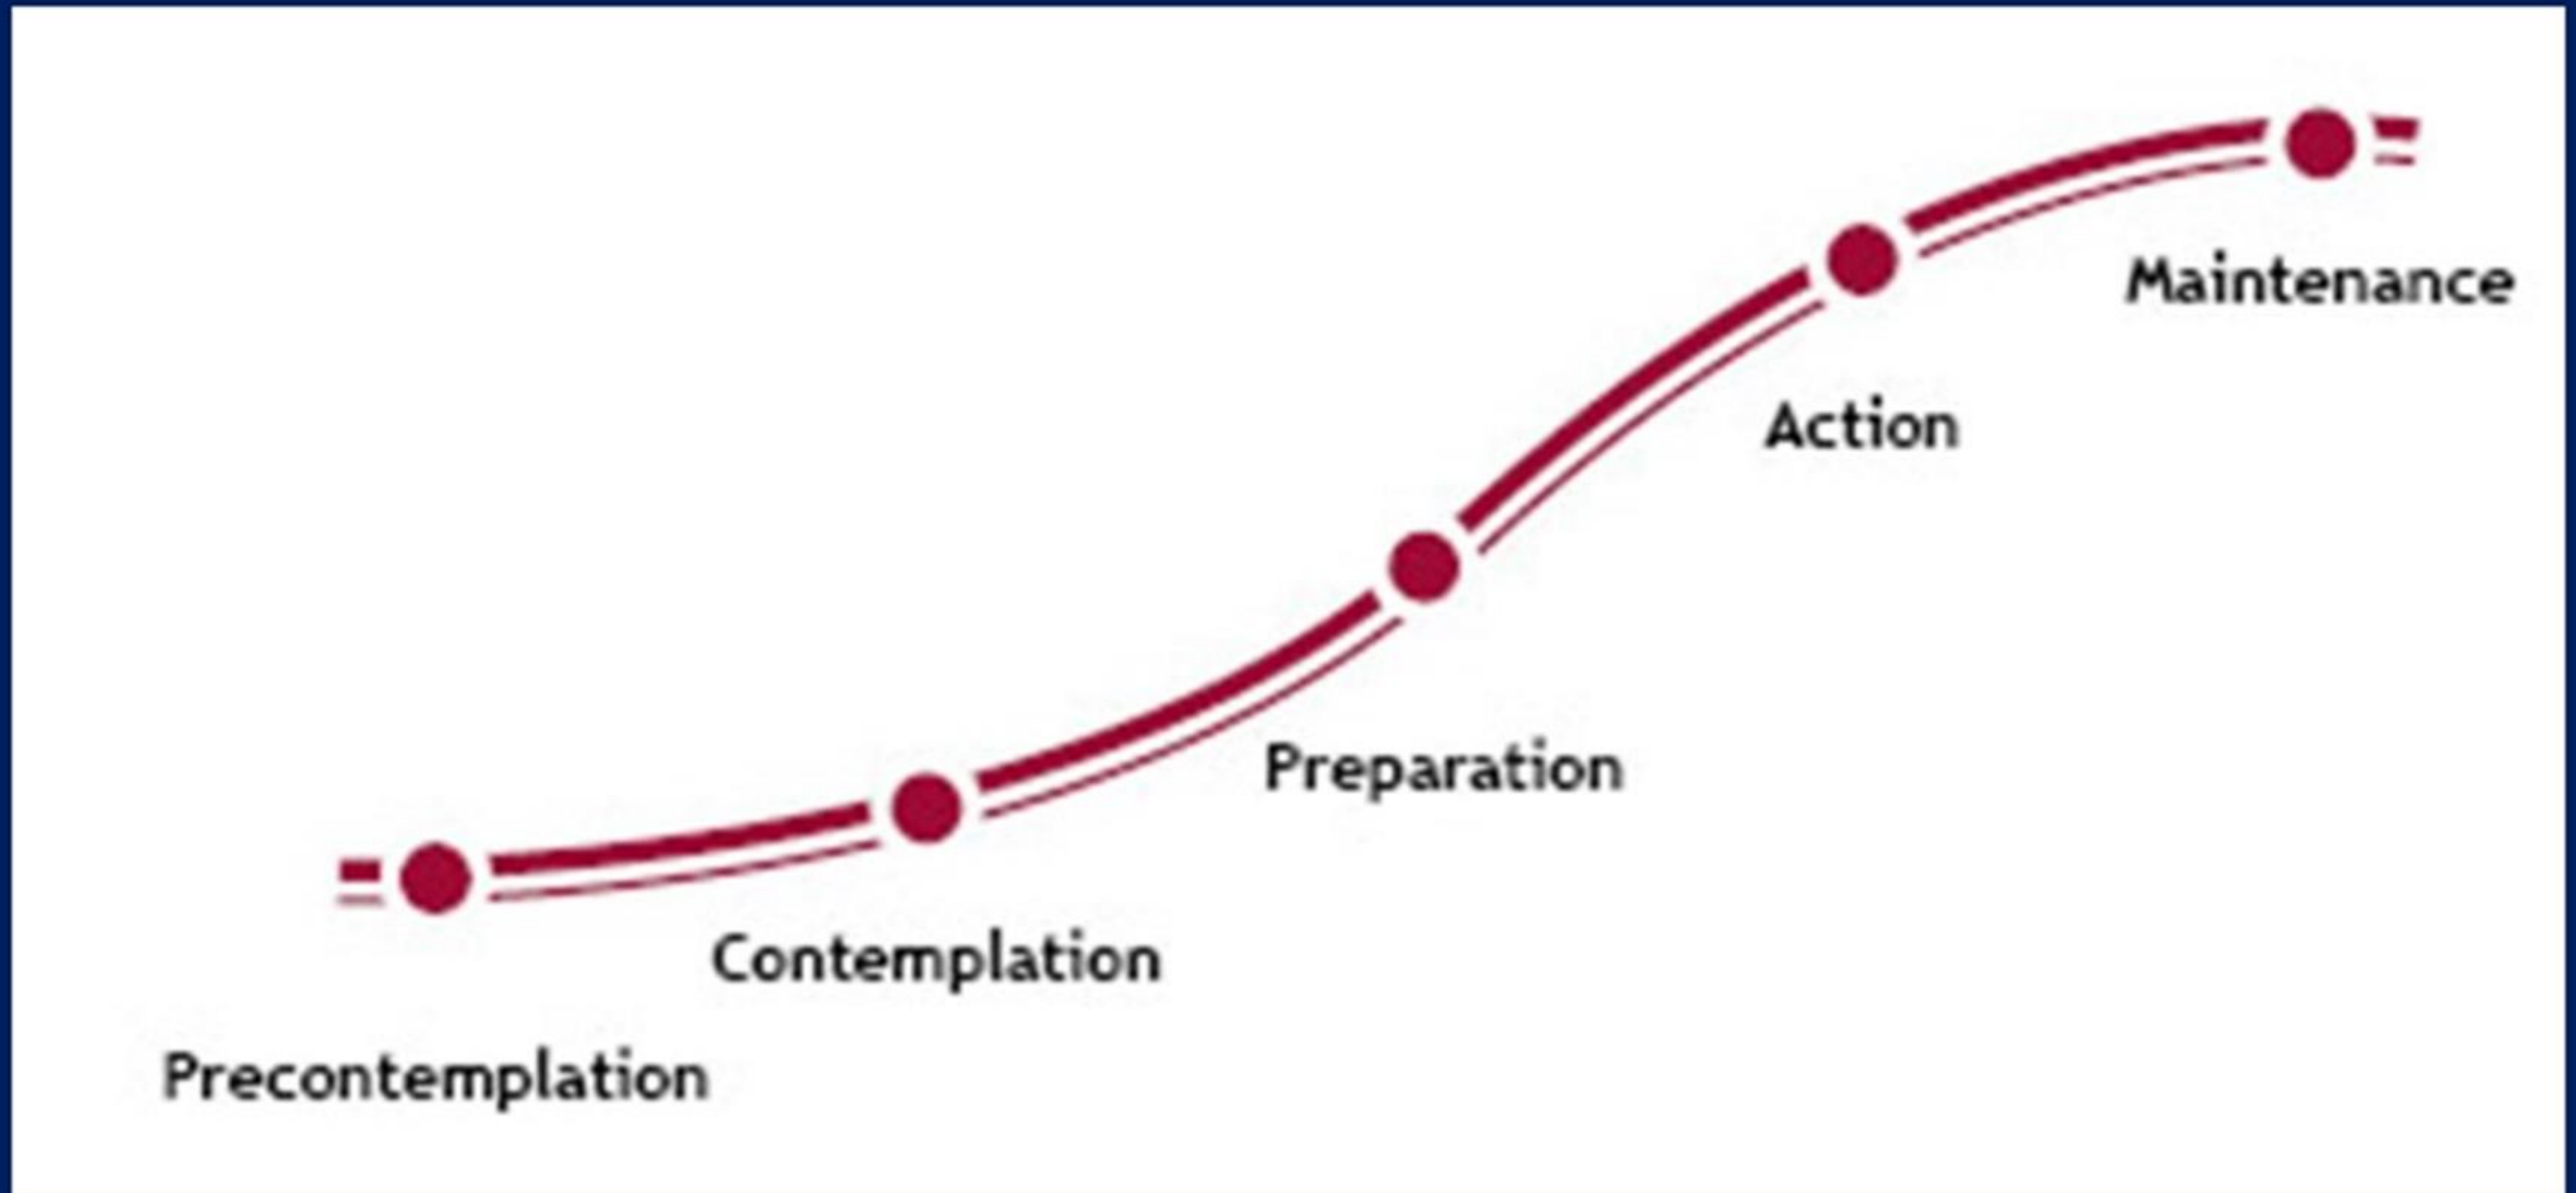 Maintenance
Action
Preparation
Contemplation
Precontemplation